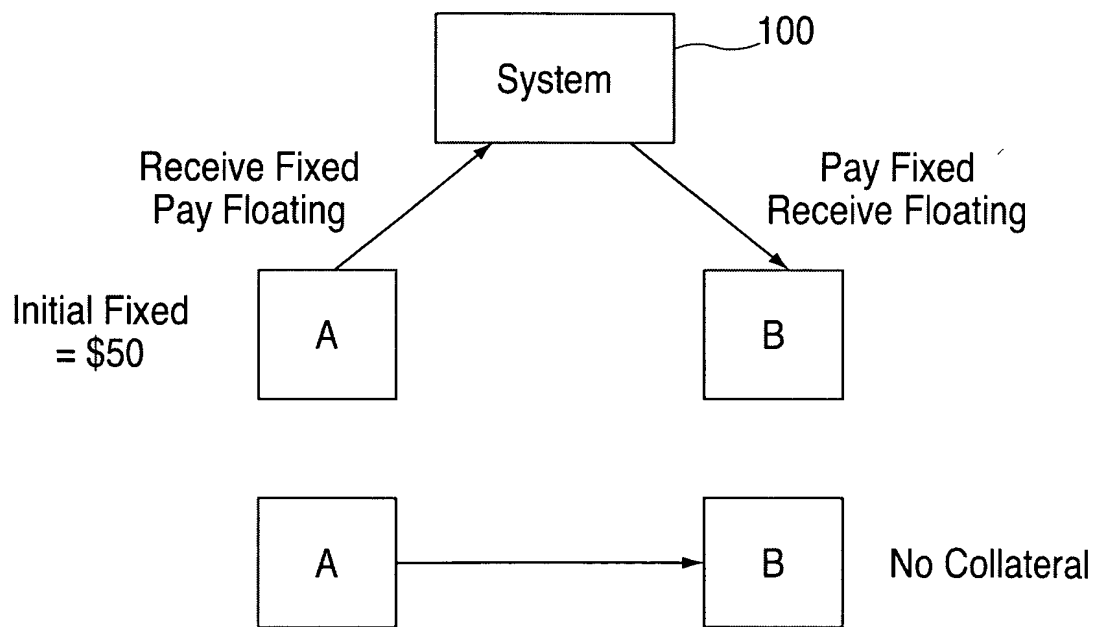 100
System
Receive Fixed
Pay Floating
Pay Fixed
Receive Floating
Initial Fixed
= $50
A
B
A
B
No Collateral